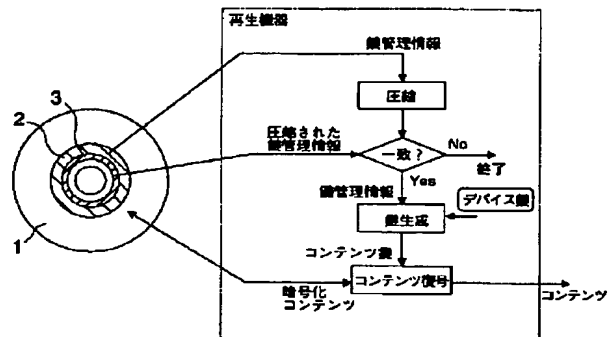 再生機器
鍵管理情報
圧縮
3
2
圧縮された
鍵管理情報
一致？
No
終了
Yes
鍵管理情報
デバイス鍵
鍵生成
1
コンテンツ鍵
コンテンツ復号
暗号化
コンテンツ
コンテンツ